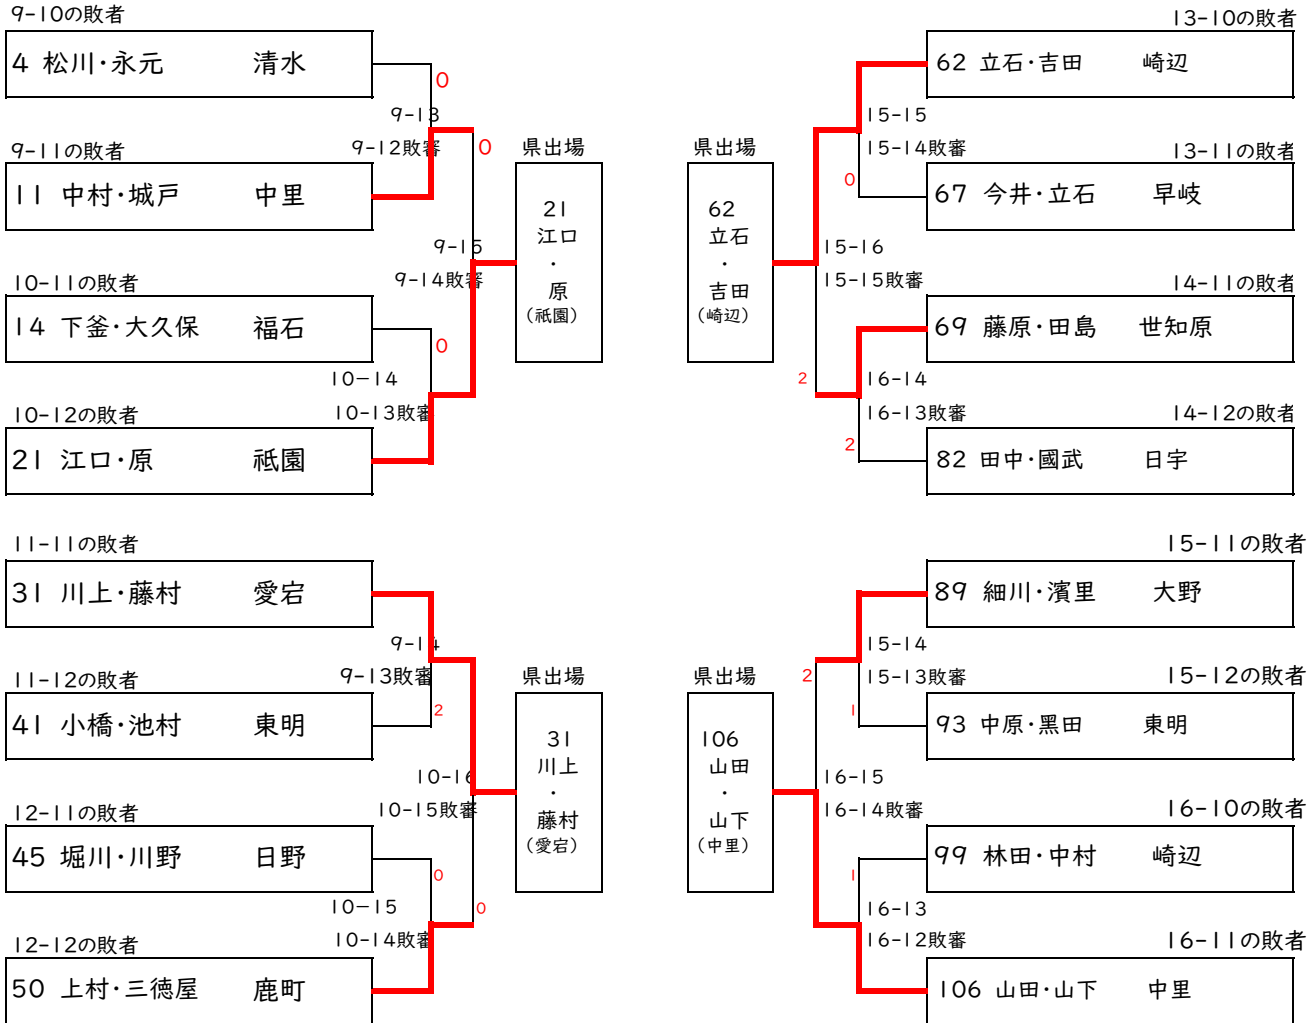 9-10の敗者
4 松川・永元 清水
0
9-13
9-12敗審
0
9-11の敗者
11 中村・城戸 中里
県出場
21
江口
・
原
(祇園)
9-15
9-14敗審
10-11の敗者
14 下釜・大久保 福石
0
10-14
10-13敗審
10-12の敗者
21 江口・原 祇園
11-11の敗者
31 川上・藤村 愛宕
9-14
9-13敗審
11-12の敗者
41 小橋・池村 東明
2
県出場
31
川上
・
藤村
(愛宕)
10-16
10-15敗審
12-11の敗者
45 堀川・川野 日野
0
10-15
10-14敗審
0
12-12の敗者
50 上村・三徳屋 鹿町
13-10の敗者
62 立石・吉田 崎辺
15-15
15-14敗審
0
13-11の敗者
67 今井・立石 早岐
県出場
62
立石
・
吉田
(崎辺)
15-16
15-15敗審
14-11の敗者
69 藤原・田島 世知原
2
16-14
16-13敗審
2
14-12の敗者
82 田中・國武 日宇
15-11の敗者
89 細川・濱里 大野
15-14
15-13敗審
2
1
15-12の敗者
93 中原・黒田 東明
県出場
106
山田
・
山下
(中里)
16-15
16-14敗審
16-10の敗者
99 林田・中村 崎辺
1
16-13
16-12敗審
16-11の敗者
106 山田・山下 中里